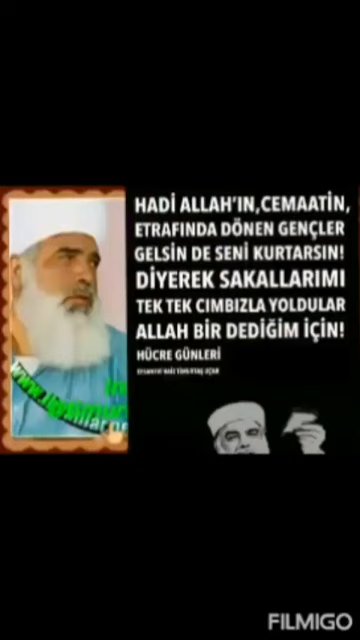 HADİ ALLAH'IN, CEMAATİN,
ETRAFINDA DÖNEN GENÇLER
GELSİN DE SENİ KURTARSIN!
DİYEREK SAKALLARIMI
TEK TEK CIMBIZLA YOLDULAR
ALLAH BİR DEDİĞİM İÇİN!
HÜCRE GÜNLERİ
FILMIGO